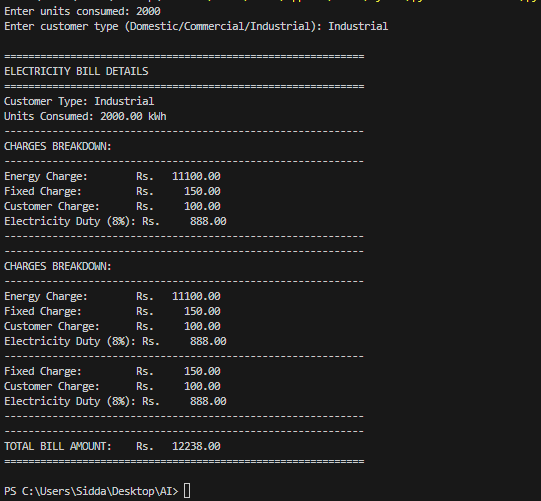 Enter units consumed: 2000
Enter customer type (Domestic/Commercial/Industrial): Industrial
============================================================
ELECTRICITY BILL DETAILS
============================================================
Customer Type: Industrial
Units Consumed: 2000.00 kWh
------------------------------------------------------------
CHARGES BREAKDOWN:
------------------------------------------------------------
Energy Charge:        Rs.   11100.00
Fixed Charge:         Rs.     150.00
Customer Charge:      Rs.     100.00
Electricity Duty (8%): Rs.     888.00
------------------------------------------------------------
------------------------------------------------------------
CHARGES BREAKDOWN:
------------------------------------------------------------
Energy Charge:        Rs.   11100.00
Fixed Charge:         Rs.     150.00
Customer Charge:      Rs.     100.00
Electricity Duty (8%): Rs.     888.00
------------------------------------------------------------
Fixed Charge:         Rs.     150.00
Customer Charge:      Rs.     100.00
Electricity Duty (8%): Rs.     888.00
------------------------------------------------------------
------------------------------------------------------------
TOTAL BILL AMOUNT:    Rs.   12238.00
============================================================
PS C:\Users\Sidda\Desktop\AI>